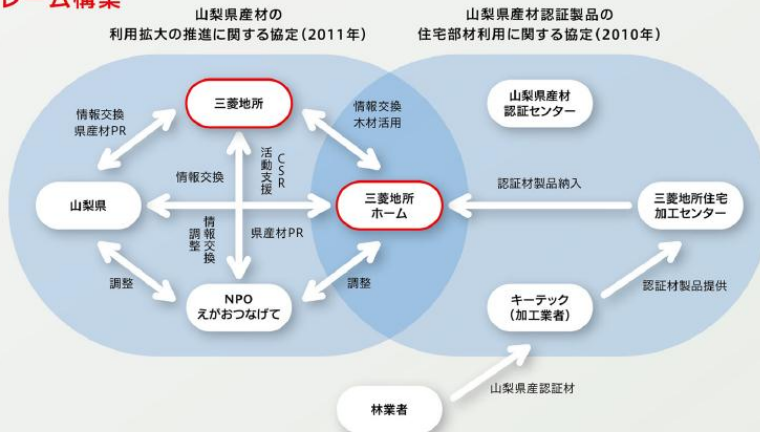 レーム構築
山梨県産材の
利用拡大の推進に関する協定(2011年)
山梨県産材認証製品の
住宅部材利用に関する協定(2010年)
三菱地所
山梨県産材
認証センター
情報交換
県産材PR
情報交換
木材活用
情報交換
CSR
活動支援
認証材製品納入
山梨県
三菱地所
ホーム
三菱地所住宅
加工センター
情報交換
調整
県産材PR
調整
調整
認証材製品提供
NPO
えがおつなげて
キーテック
(加工業者)
山梨県産認証材
林業者